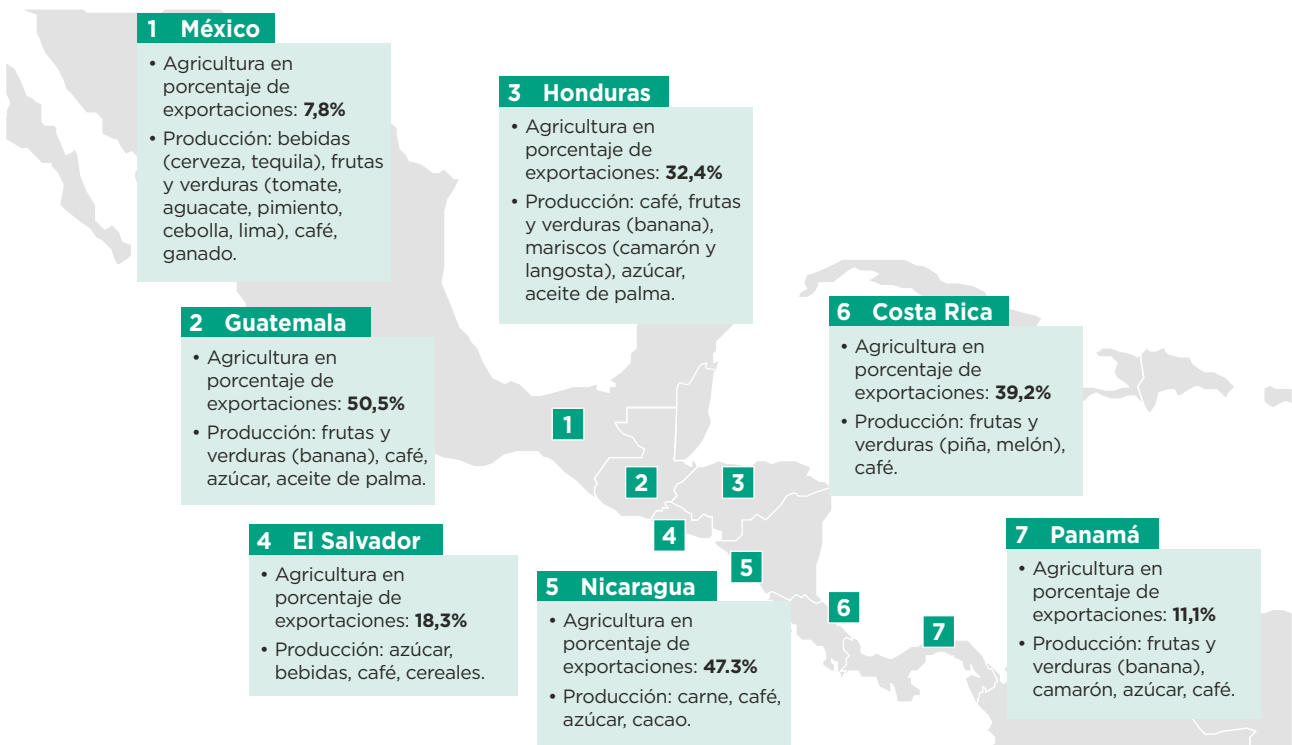 1 México
• Agricultura en
porcentaje de
exportaciones: 7,8%
• Producción: bebidas
(cerveza, tequila), frutas
y verduras (tomate,
aguacate, pimiento,
cebolla, lima), café,
ganado.
2 Guatemala
• Agricultura en
porcentaje de
exportaciones: 50,5%
• Producción: frutas y
verduras (banana), café,
azúcar, aceite de palma.
3 Honduras
• Agricultura en
porcentaje de
exportaciones: 32,4%
• Producción: café, frutas
y verduras (banana),
mariscos (camarón y
langosta), azúcar,
aceite de palma.
4 El Salvador
• Agricultura en
porcentaje de
exportaciones: 18,3%
• Producción: azúcar,
bebidas, café, cereales.
5 Nicaragua
• Agricultura en
porcentaje de
exportaciones: 47.3%
• Producción: carne, café,
azúcar, cacao.
6 Costa Rica
• Agricultura en
porcentaje de
exportaciones: 39,2%
• Producción: frutas y
verduras (piña, melón),
café.
7 Panamá
• Agricultura en
porcentaje de
exportaciones: 11,1%
• Producción: frutas y
verduras (banana),
camarón, azúcar, café.
1
2
3
4
5
6
7